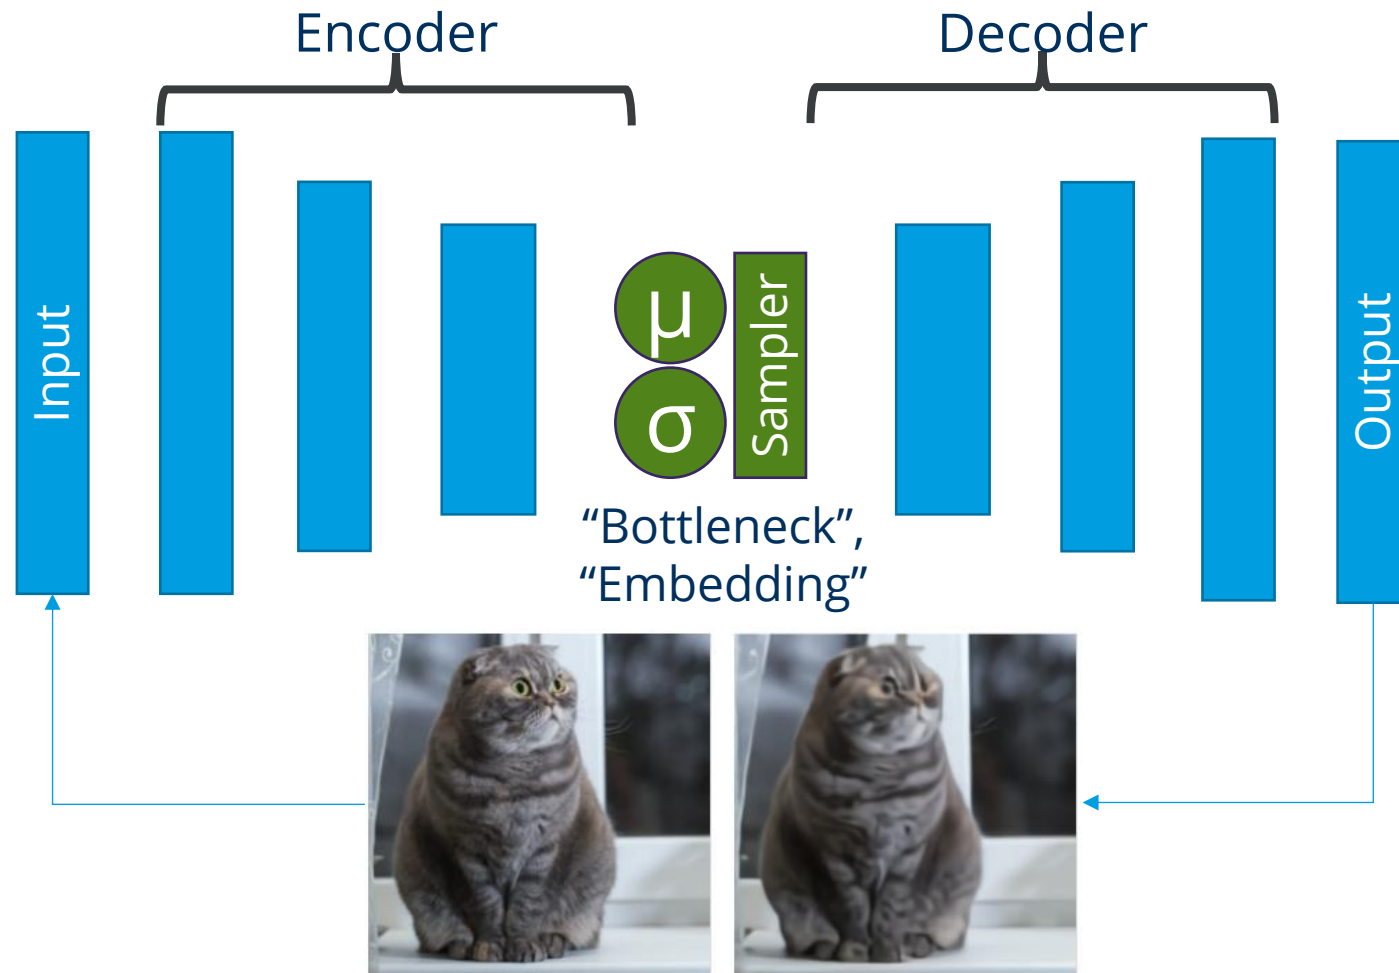 Encoder
Decoder
Input
μ
σ
Sampler
Output
“Bottleneck”,
“Embedding”